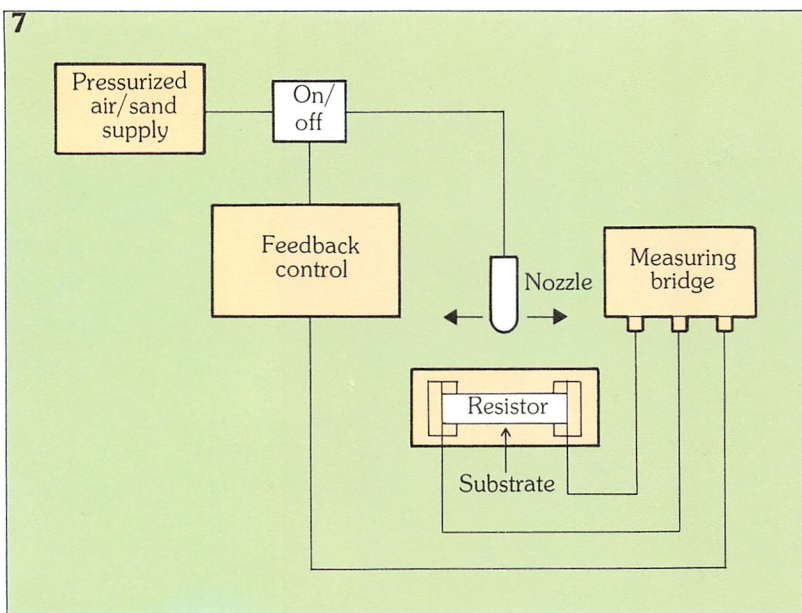 7
Pressurized
air/sand
supply
On/
off
Feedback
control
Nozzle
Measuring
bridge
Resistor
Substrate